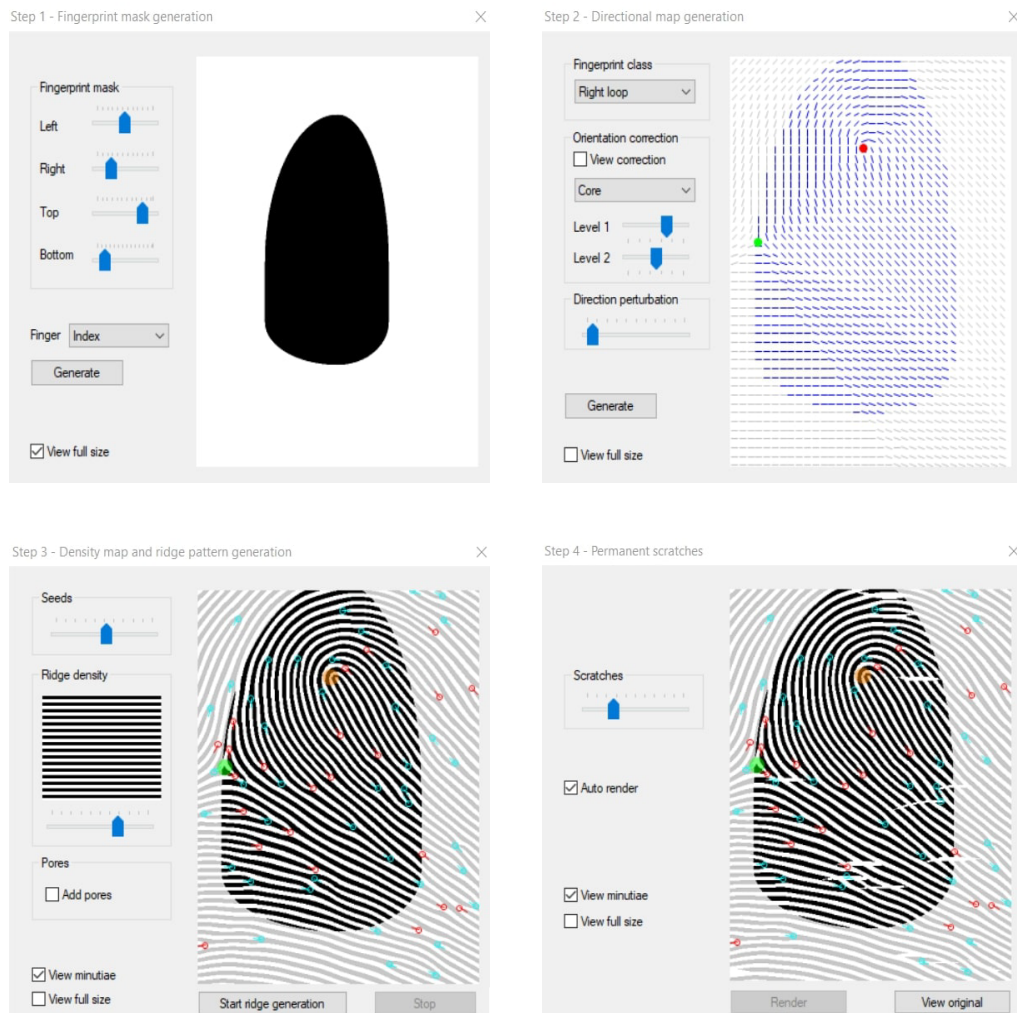 Step 1 - Fingerprint mask generation
Fingerprint mask
Left
Right
Top
Bottom
Finger Index
Generate
View full size
Step 2 - Directional map generation
Fingerprint class
Right loop
Orientation correction
View correction
Core
Level 1
Level 2
Direction perturbation
Generate
View full size
Step 3 - Density map and ridge pattern generation
Seeds
Ridge density
Pores
Add pores
View minutiae
View full size
Start ridge generation Stop
Step 4 - Permanent scratches
Scratches
Auto render
View minutiae
View full size
Render View original